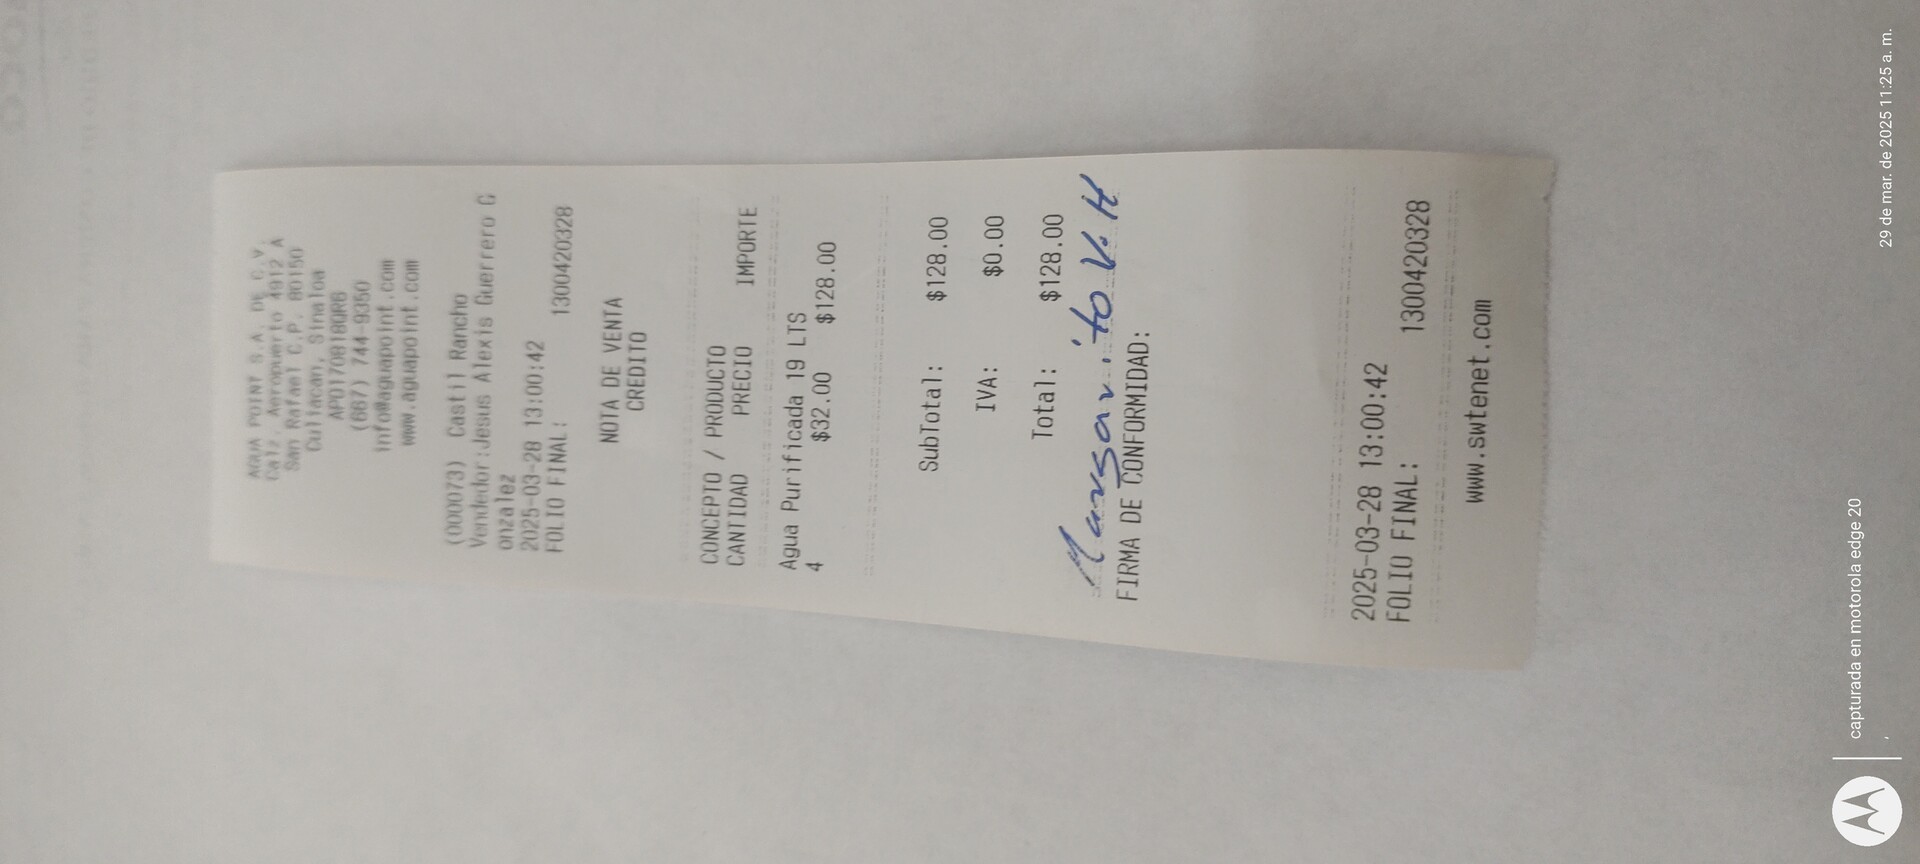 AQUA POINT S.A. DE C.V.
Calz. Aeropuerto 4912 A
San Rafael C.P. 80150
Culiacan, Sinaloa
(667) 744-9350
info@aguapoint.com
www.aguapoint.com
(000073) Castil Rancho
Vendedor:Jesus Alexis Guerrero G
onzalez
2025-03-28 13:00:42
FOLIO FINAL: 1300420328
NOTA DE VENTA
CREDITO
CONCEPTO / PRODUCTO
CANTIDAD PRECIO IMPORTE
Agua Purificada 19 LTS
4 $32.00 $128.00
SubTotal: $128.00
IVA: $0.00
Total: $128.00
Margarito V. H
FIRMA DE CONFORMIDAD:
2025-03-28 13:00:42
FOLIO FINAL: 1300420328
www.swtenet.com
capturada en motorola edge 20
29 de mar. de 2025 11:25 a. m.